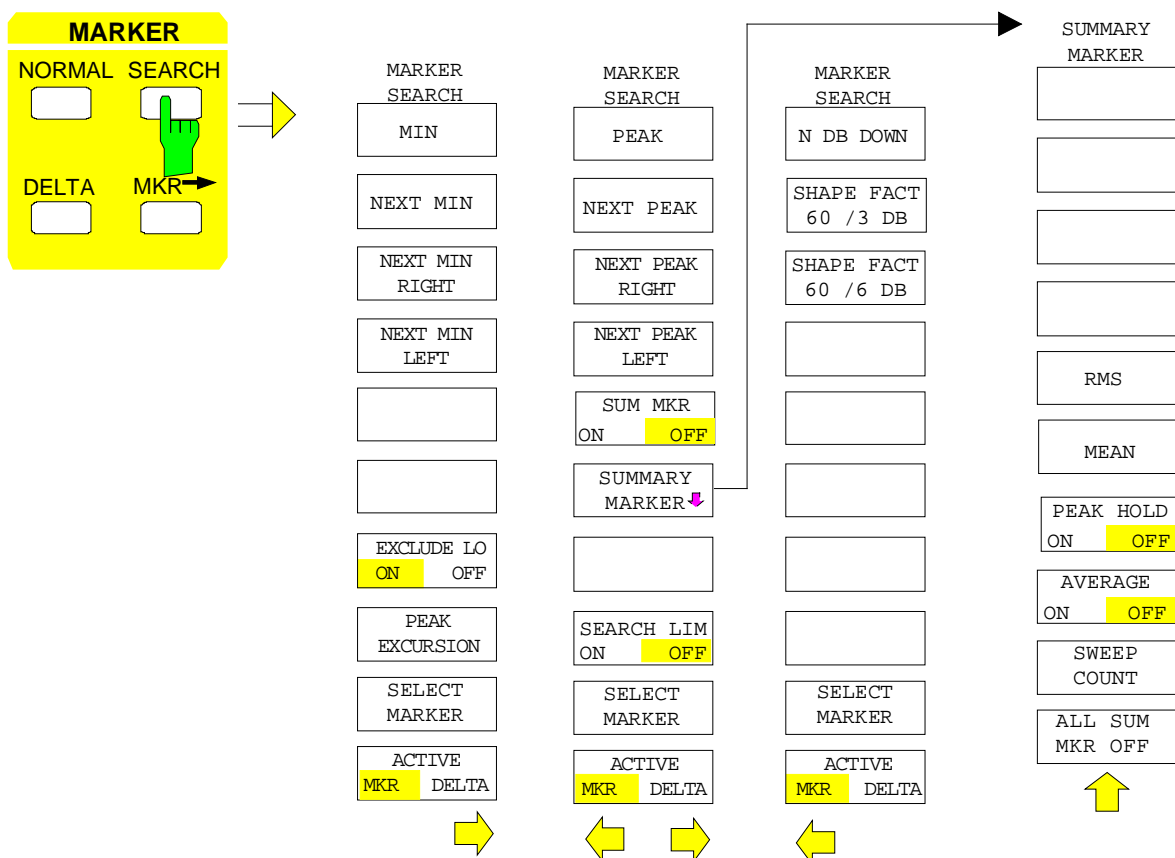 MARKER
NORMAL SEARCH
DELTA MKR
MARKER
SEARCH
MIN
NEXT MIN
NEXT MIN
RIGHT
NEXT MIN
LEFT
EXCLUDE LO
ON OFF
PEAK
EXCURSION
SELECT
MARKER
ACTIVE
MKR DELTA
MARKER
SEARCH
PEAK
NEXT PEAK
NEXT PEAK
RIGHT
NEXT PEAK
LEFT
SUM MKR
ON OFF
SUMMARY
MARKER
SEARCH LIM
ON OFF
SELECT
MARKER
ACTIVE
MKR DELTA
MARKER
SEARCH
N DB DOWN
SHAPE FACT
60 /3 DB
SHAPE FACT
60 /6 DB
SELECT
MARKER
ACTIVE
MKR DELTA
SUMMARY
MARKER
RMS
MEAN
PEAK HOLD
ON OFF
AVERAGE
ON OFF
SWEEP
COUNT
ALL SUM
MKR OFF